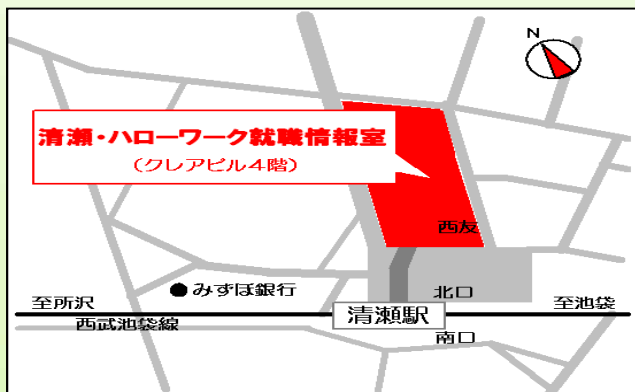 N
清瀬・ハローワーク就職情報室
(クレアビル4階)
西友
みずほ銀行
北口
至所沢
至池袋
清瀬駅
西武池袋線
南口